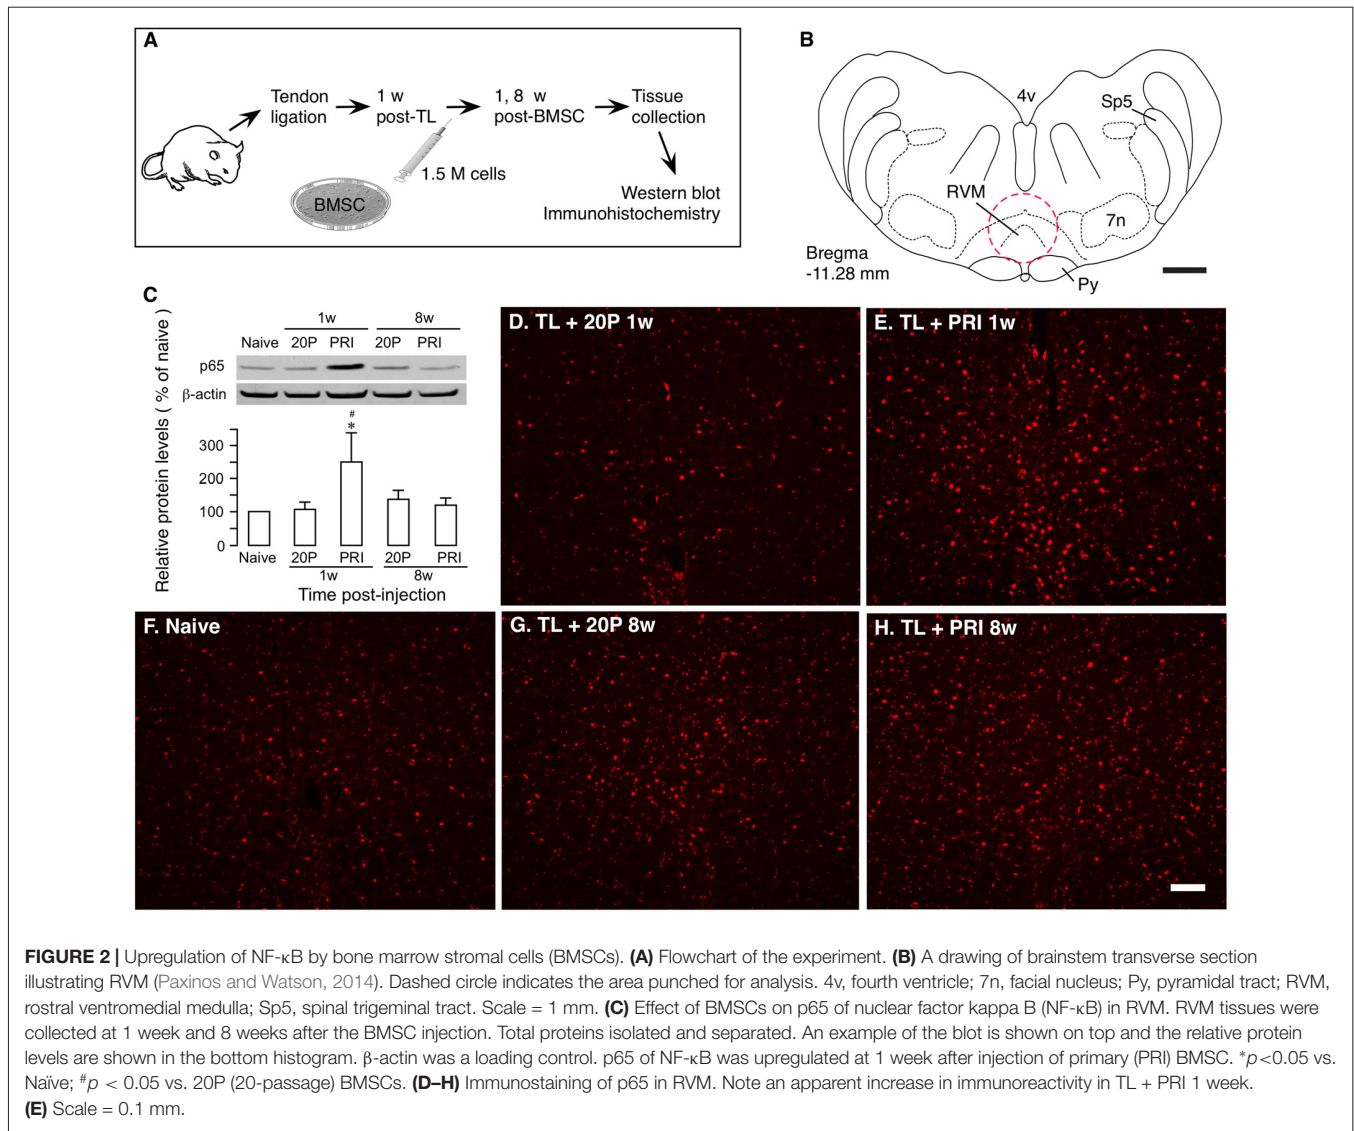 A
Tendon
ligation
1 w
post-TL
1, 8 w
post-BMSC
Tissue
collection
1.5 M cells
BMSC
Western blot
Immunohistochemistry
B
4v
Sp5
RVM
7n
Bregma
-11.28 mm
Py
C
1w 8w
Naive 20P PRI 20P PRI
p65
β-actin
Relative protein levels ( % of naive )
#
*
300
200
100
0
Naive 20P PRI 20P PRI
1w 8w
Time post-injection
D. TL + 20P 1w
E. TL + PRI 1w
F. Naive
G. TL + 20P 8w
H. TL + PRI 8w
FIGURE 2 | Upregulation of NF-κB by bone marrow stromal cells (BMSCs). (A) Flowchart of the experiment. (B) A drawing of brainstem transverse section
illustrating RVM (Paxinos and Watson, 2014). Dashed circle indicates the area punched for analysis. 4v, fourth ventricle; 7n, facial nucleus; Py, pyramidal tract; RVM,
rostral ventromedial medulla; Sp5, spinal trigeminal tract. Scale = 1 mm. (C) Effect of BMSCs on p65 of nuclear factor kappa B (NF-κB) in RVM. RVM tissues were
collected at 1 week and 8 weeks after the BMSC injection. Total proteins isolated and separated. An example of the blot is shown on top and the relative protein
levels are shown in the bottom histogram. β-actin was a loading control. p65 of NF-κB was upregulated at 1 week after injection of primary (PRI) BMSC. *p<0.05 vs.
Naïve; #p < 0.05 vs. 20P (20-passage) BMSCs. (D–H) Immunostaining of p65 in RVM. Note an apparent increase in immunoreactivity in TL + PRI 1 week.
(E) Scale = 0.1 mm.